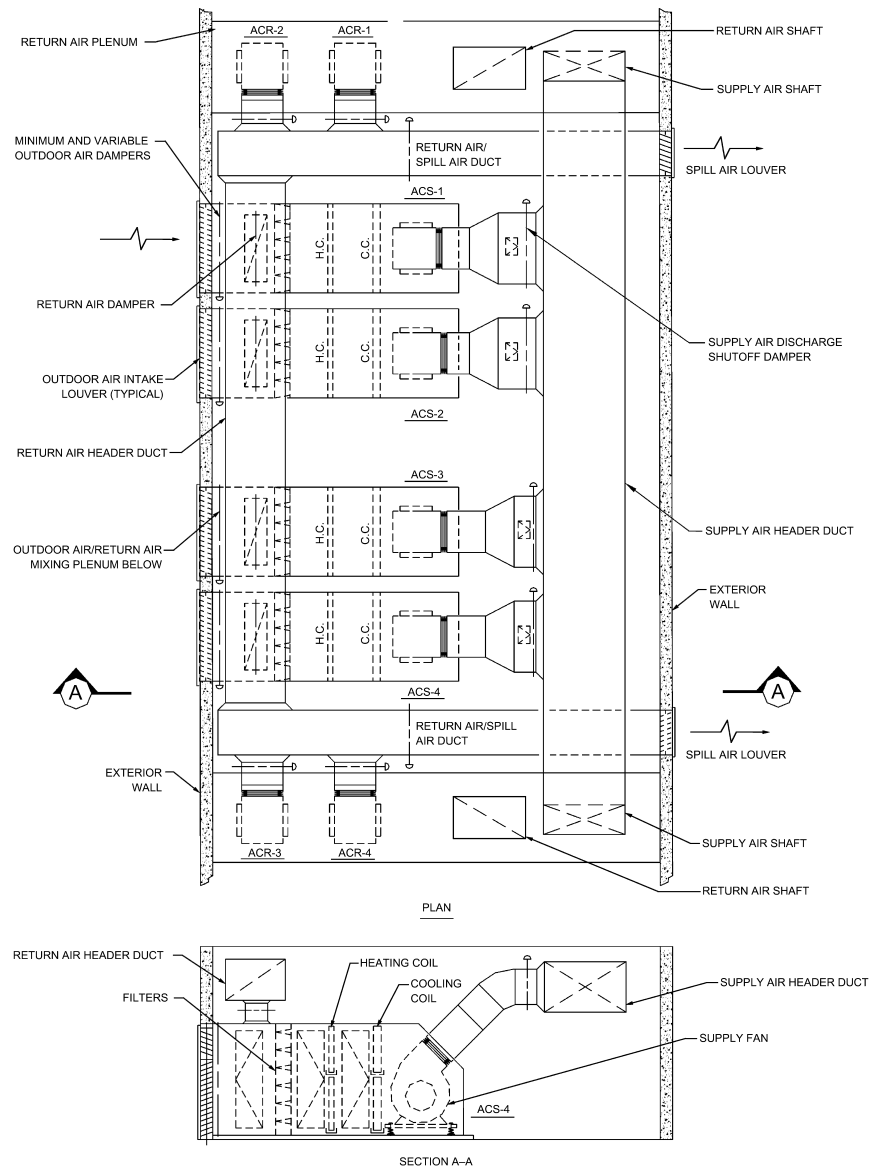 ACR-2
ACR-1
RETURN AIR SHAFT
RETURN AIR PLENUM
SUPPLY AIR SHAFT
MINIMUM AND VARIABLE
OUTDOOR AIR DAMPERS
RETURN AIR/
SPILL AIR DUCT
SPILL AIR LOUVER
ACS-1
H.C.
C.C.
RETURN AIR DAMPER
SUPPLY AIR DISCHARGE
SHUTOFF DAMPER
H.C.
C.C.
OUTDOOR AIR INTAKE
LOUVER (TYPICAL)
ACS-2
RETURN AIR HEADER DUCT
ACS-3
H.C.
C.C.
SUPPLY AIR HEADER DUCT
OUTDOOR AIR/RETURN AIR
MIXING PLENUM BELOW
EXTERIOR
WALL
H.C.
C.C.
A
A
ACS-4
RETURN AIR/SPILL
AIR DUCT
SPILL AIR LOUVER
EXTERIOR
WALL
SUPPLY AIR SHAFT
ACR-3
ACR-4
RETURN AIR SHAFT
PLAN
RETURN AIR HEADER DUCT
HEATING COIL
COOLING
COIL
SUPPLY AIR HEADER DUCT
FILTERS
SUPPLY FAN
ACS-4
SECTION A–A